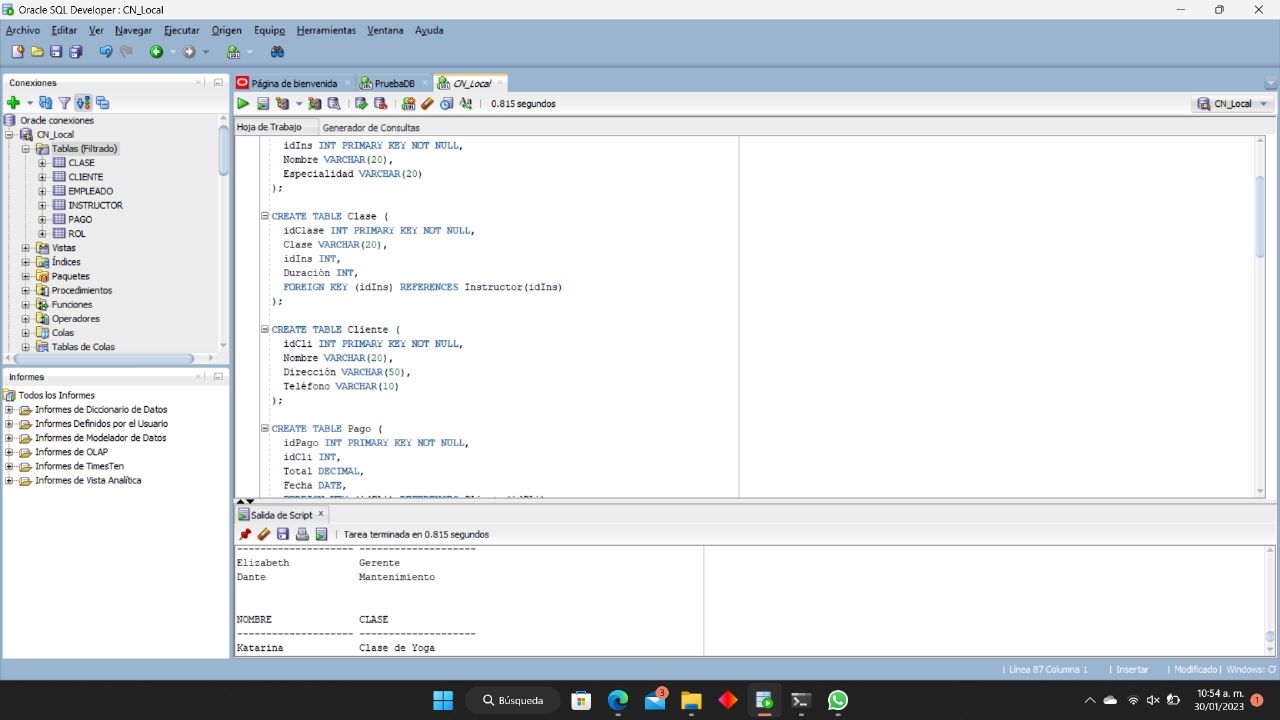 Oracle SQL Developer : CN_Local
Archivo Editar Ver Navegar Ejecutar Origen Equipo Herramientas Ventana Ayuda
Conexiones
Oracle conexiones
CN_Local
Tablas (Filtrado)
CLASE
CLIENTE
EMPLEADO
INSTRUCTOR
PAGO
ROL
Vistas
Índices
Paquetes
Procedimientos
Funciones
Operadores
Colas
Tablas de Colas
Informes
Todos los Informes
Informes de Diccionario de Datos
Informes Definidos por el Usuario
Informes de Modelador de Datos
Informes de OLAP
Informes de TimesTen
Informes de Vista Analítica
Página de bienvenida PruebaDB CN_Local
0.815 segundos
CN_Local
Hoja de Trabajo Generador de Consultas
idIns INT PRIMARY KEY NOT NULL,
Nombre VARCHAR(20),
Especialidad VARCHAR(20)
);
CREATE TABLE Clase (
idClase INT PRIMARY KEY NOT NULL,
Clase VARCHAR(20),
idIns INT,
Duración INT,
FOREIGN KEY (idIns) REFERENCES Instructor(idIns)
);
CREATE TABLE Cliente (
idCli INT PRIMARY KEY NOT NULL,
Nombre VARCHAR(20),
Dirección VARCHAR(50),
Teléfono VARCHAR(10)
);
CREATE TABLE Pago (
idPago INT PRIMARY KEY NOT NULL,
idCli INT,
Total DECIMAL,
Fecha DATE,
Salida de Script
Tarea terminada en 0.815 segundos
-------------------- --------------------
Elizabeth Gerente
Dante Mantenimiento
NOMBRE CLASE
-------------------- --------------------
Katarina Clase de Yoga
Línea 87 Columna 1 | Insertar | Modificado | Windows: CF
Búsqueda
3
10:54 a. m.
30/01/2023
1